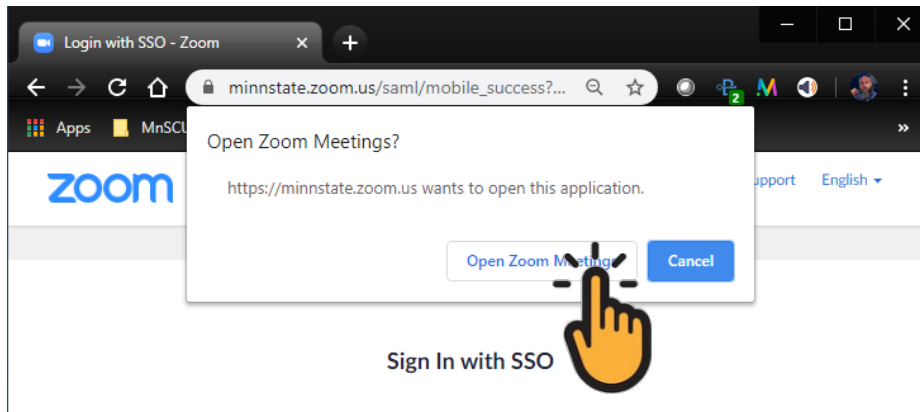 Login with SSO - Zoom
minnstate.zoom.us/saml/mobile_success?...
2
M
Apps MnSCU »
Open Zoom Meetings?
https://minnstate.zoom.us wants to open this application.
zoom upport English
Open Zoom Meetings Cancel
Sign In with SSO